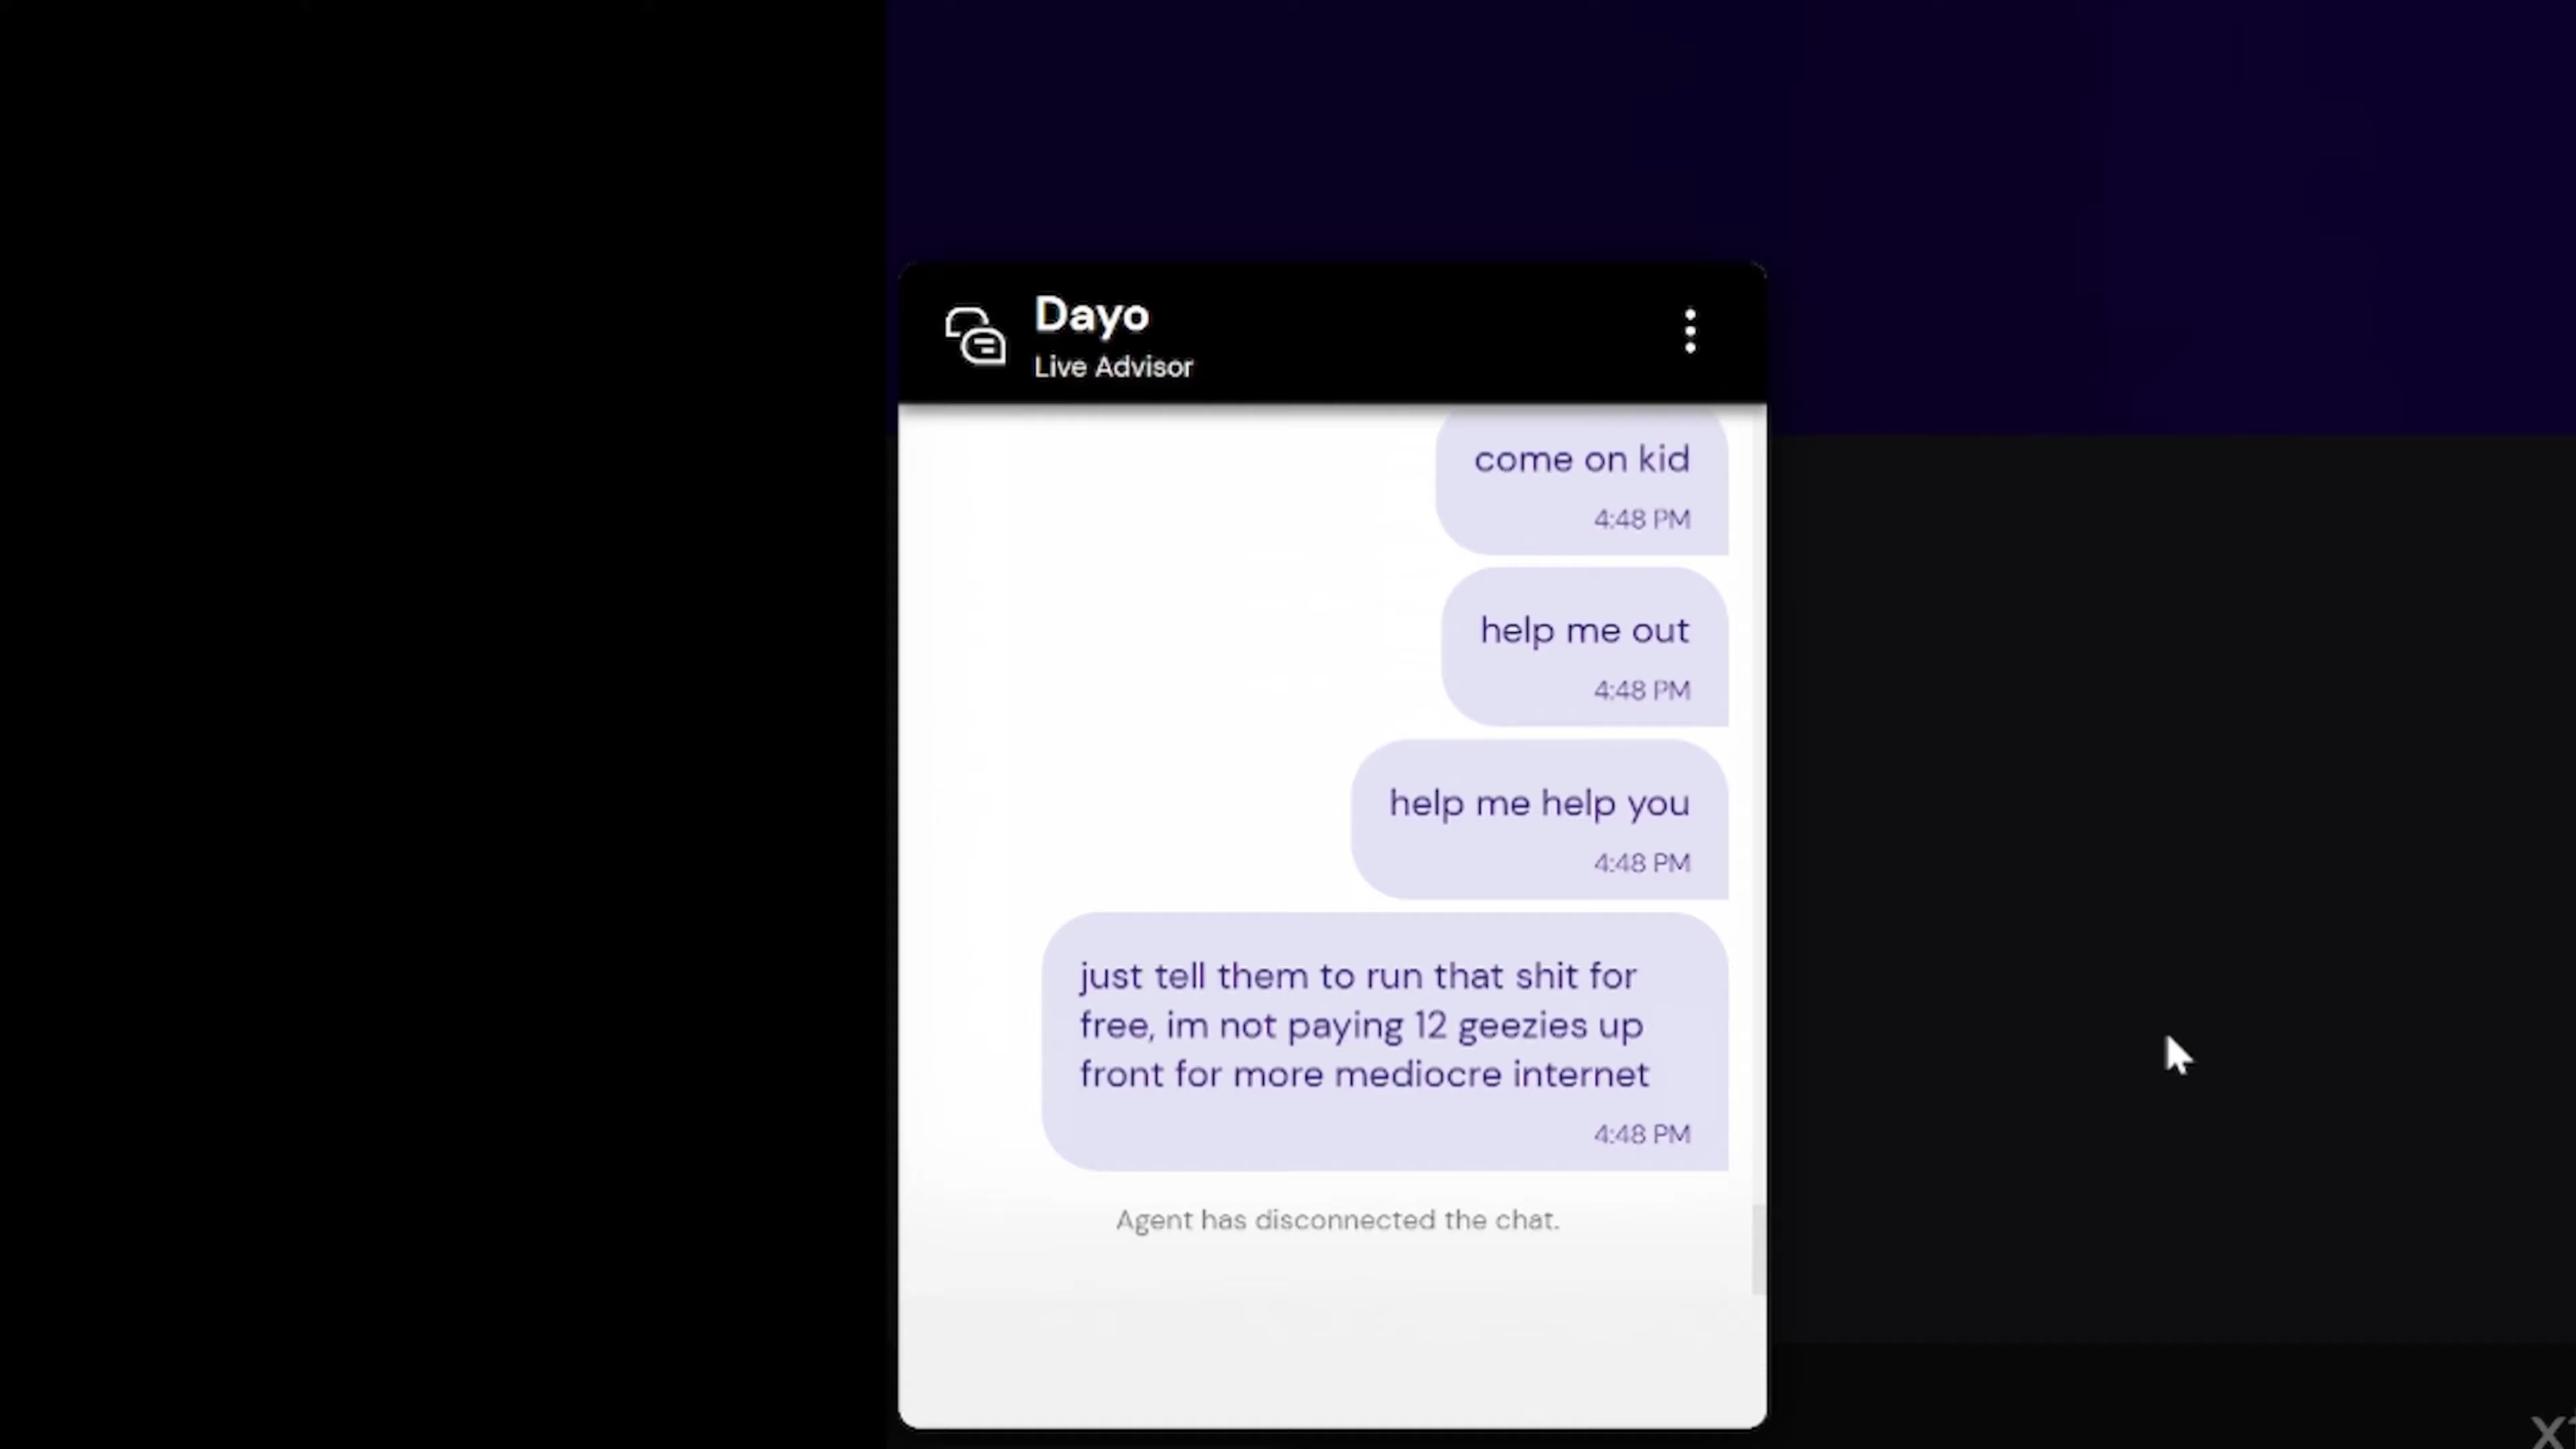 Dayo
Live Advisor
come on kid
4:48 PM
help me out
4:48 PM
help me help you
4:48 PM
just tell them to run that shit for
free, im not paying 12 geezies up
front for more mediocre internet
4:48 PM
Agent has disconnected the chat.